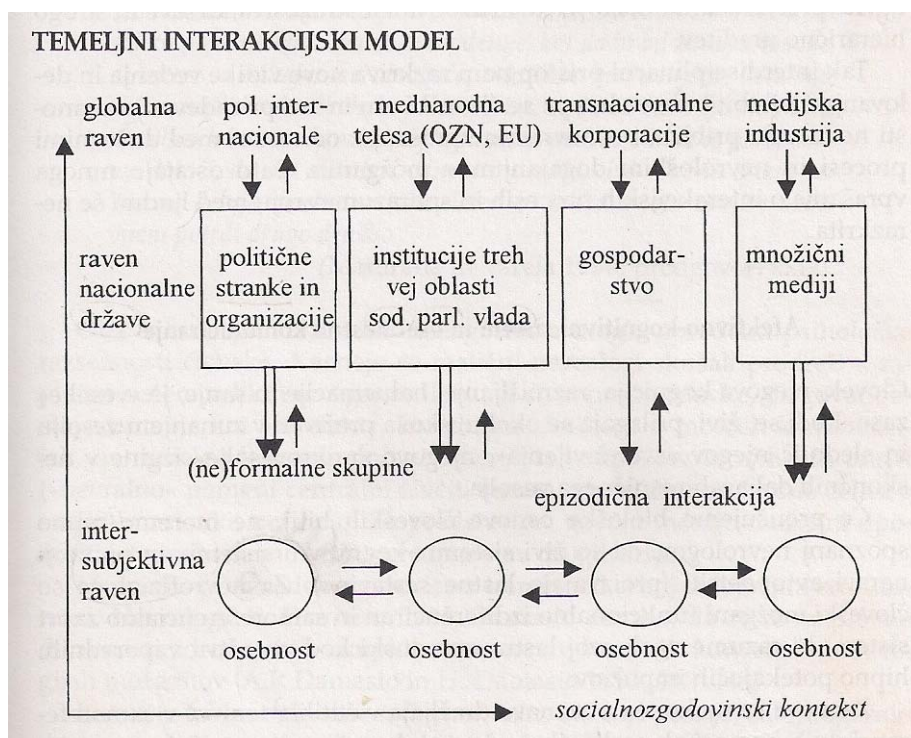 TEMELJNI INTERAKCIJSKI MODEL
globalna
raven
pol. inter-
nacionale
mednarodna
telesa (OZN, EU)
transnacionalne
korporacije
medijska
industrija
raven
nacionalne
države
politične
stranke in
organizacije
institucije treh
vej oblasti
sod. parl. vlada
gospodar-
stvo
množični
mediji
(ne)formalne skupine
epizodična interakcija
inter-
subjektivna
raven
osebnost
osebnost
osebnost
osebnost
socialnozgodovinski kontekst